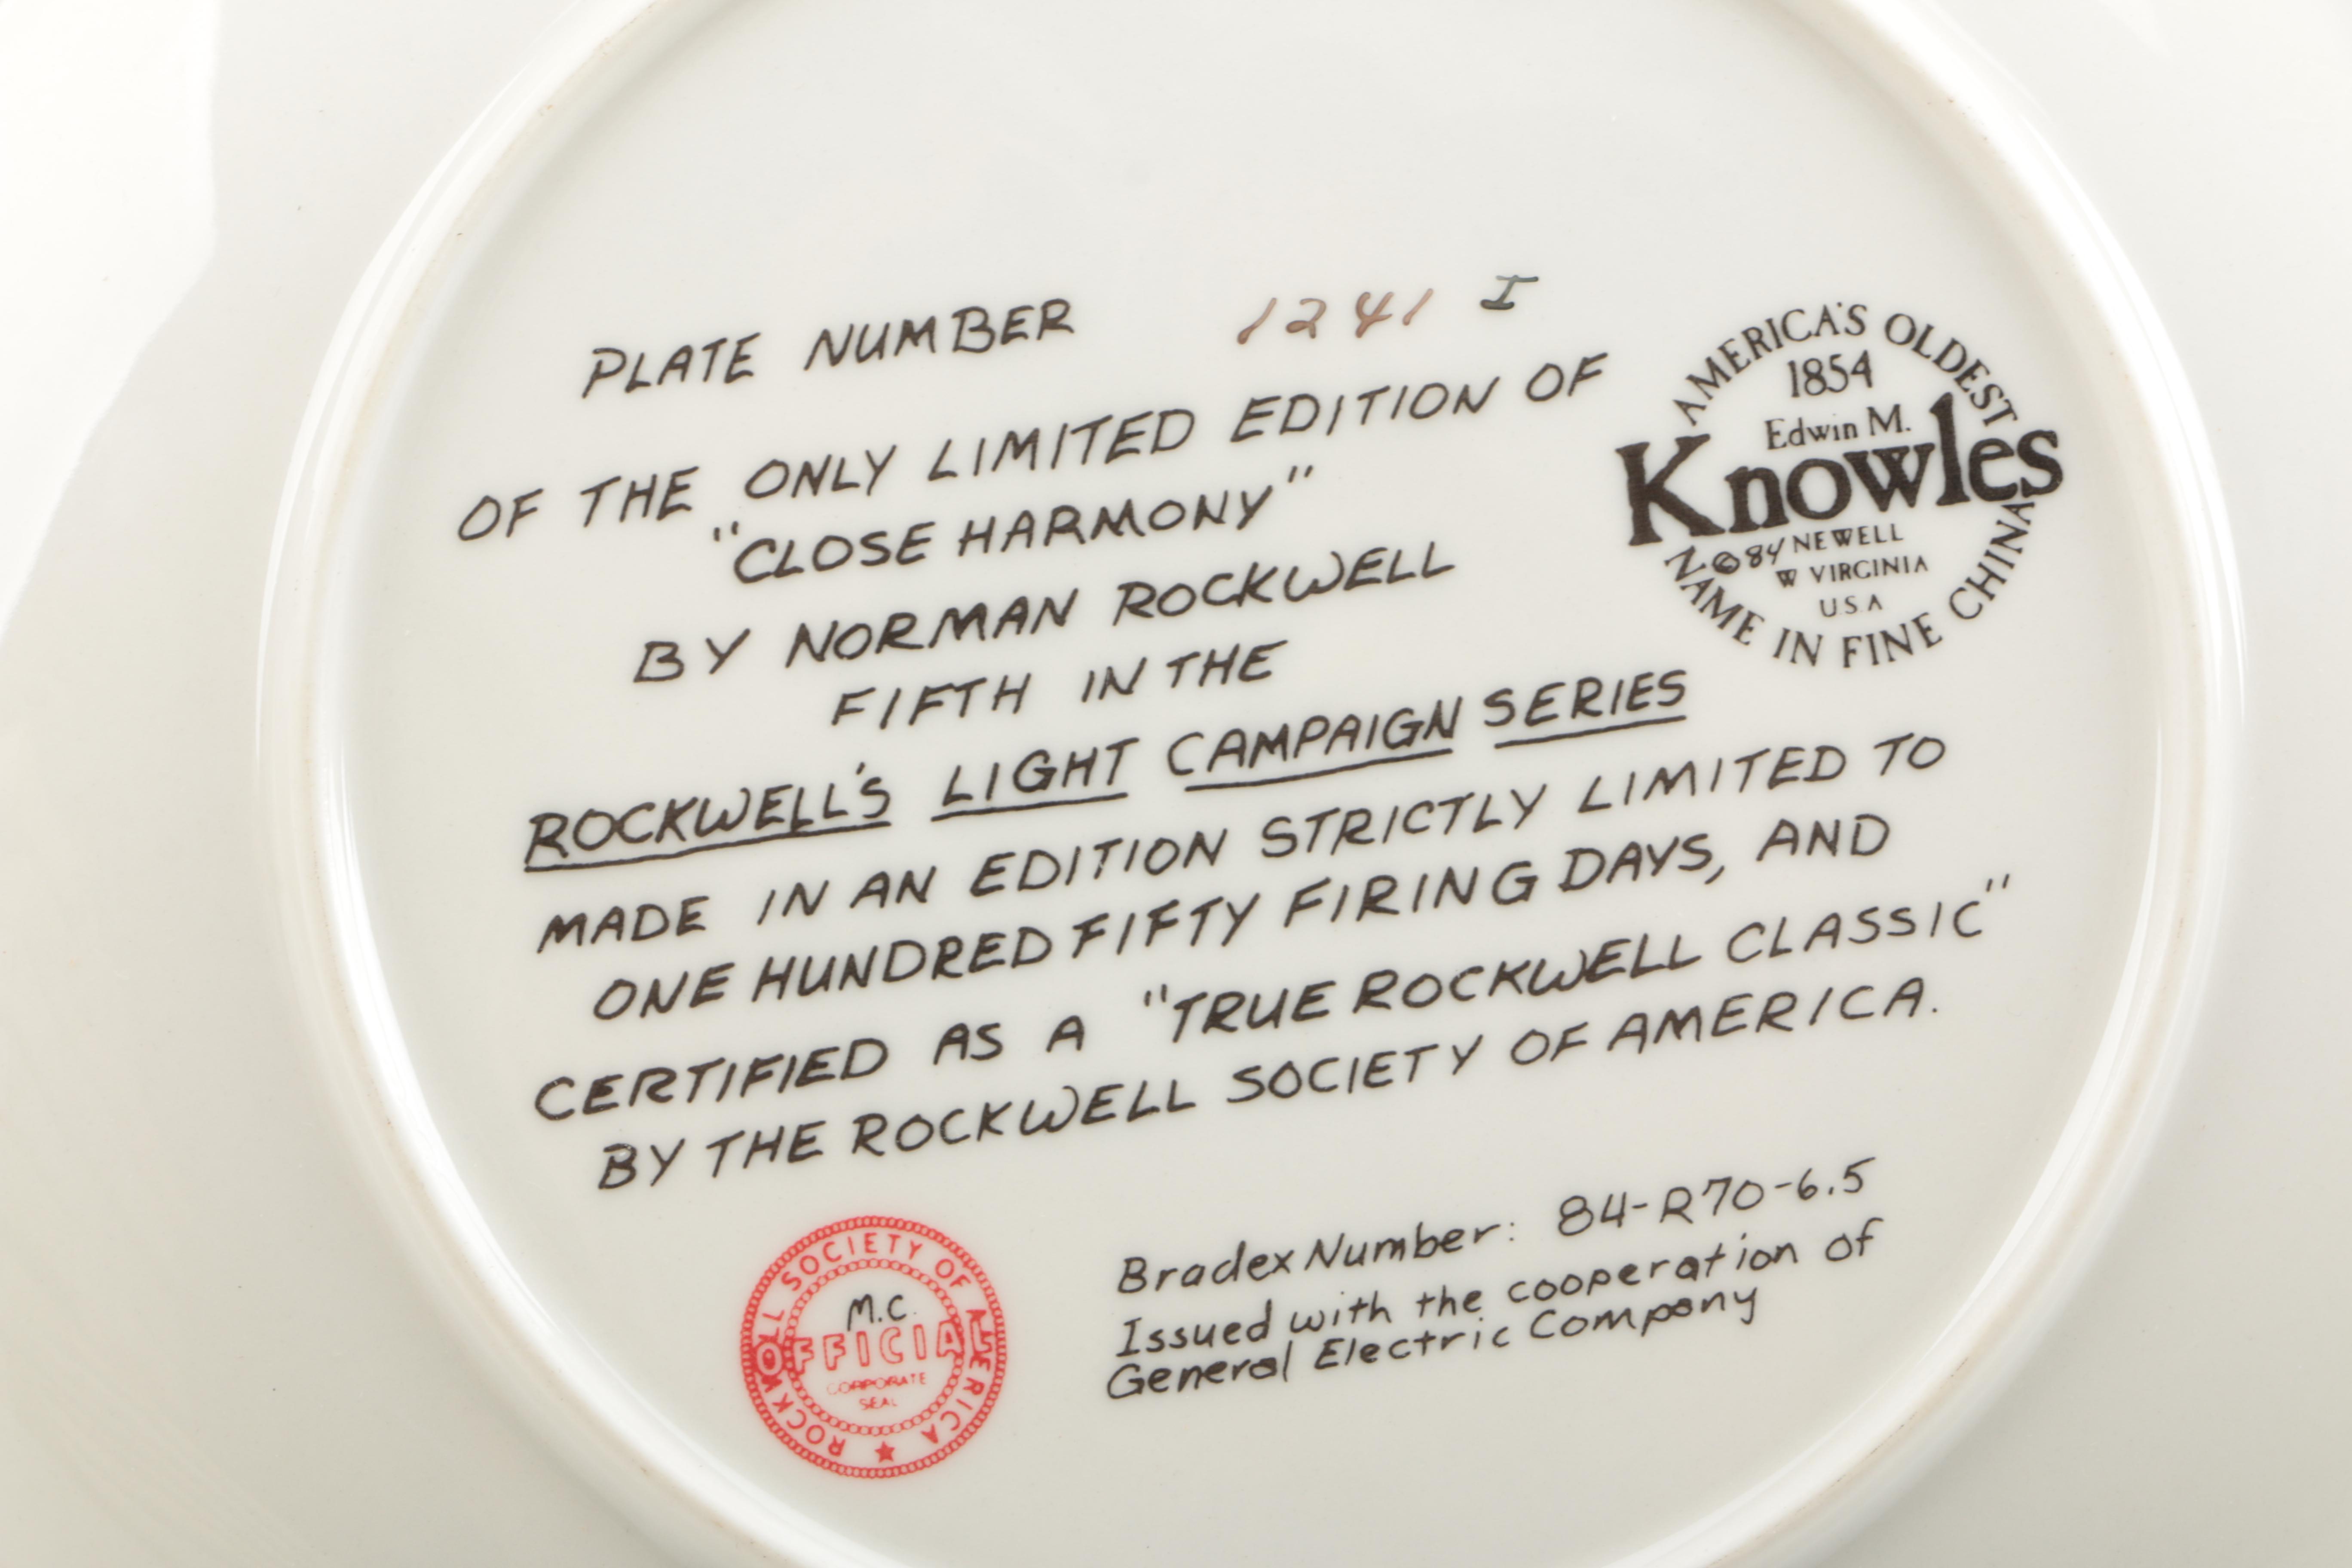 PLATE NUMBER 1241 I
OF THE ONLY LIMITED EDITION OF
"CLOSE HARMONY"
BY NORMAN ROCKWELL
FIFTH IN THE
ROCKWELL'S LIGHT CAMPAIGN SERIES
MADE IN AN EDITION STRICTLY LIMITED TO
ONE HUNDRED FIFTY FIRING DAYS, AND
CERTIFIED AS A "TRUE ROCKWELL CLASSIC"
BY THE ROCKWELL SOCIETY OF AMERICA.
AMERICA'S OLDEST
1854
Edwin M.
Knowles
©84 NEWELL
W VIRGINIA
USA
NAME IN FINE CHINA
ROCKWELL SOCIETY OF AMERICA ★
M.C.
OFFICIAL
CORPORATE
SEAL
Bradex Number: 84-R70-6.5
Issued with the cooperation of
General Electric Company